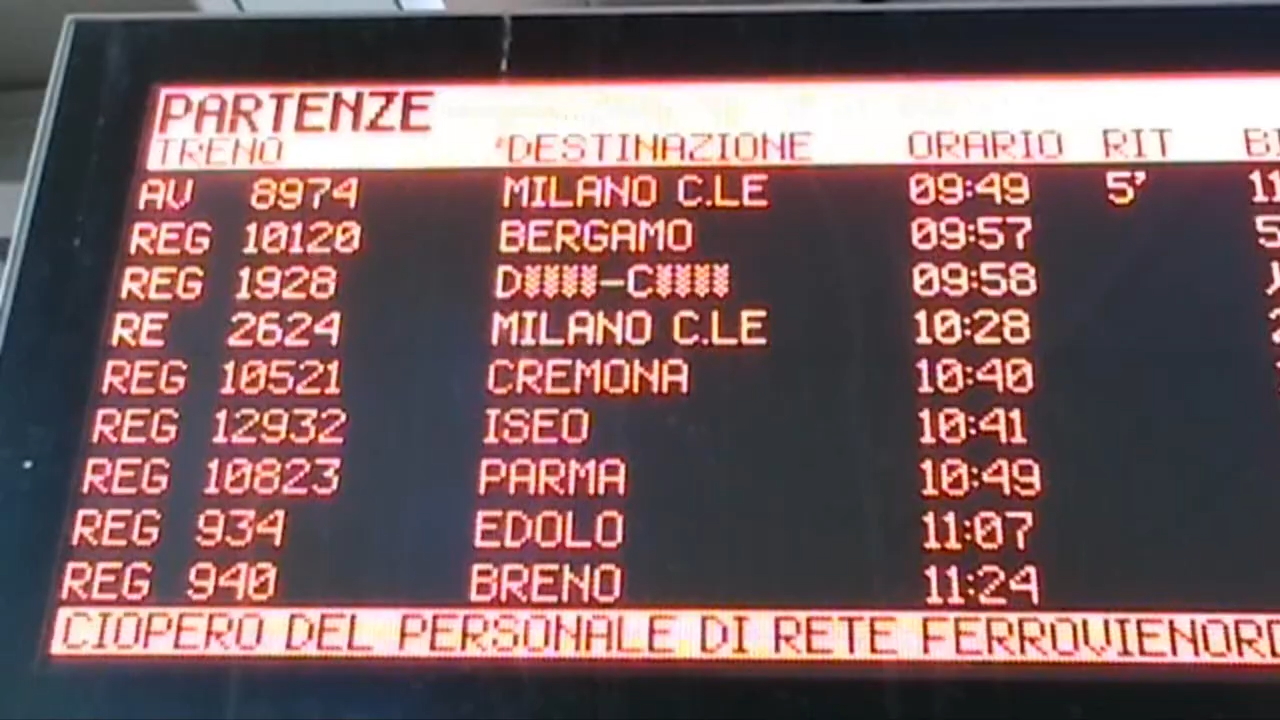 PARTENZE
TRENO DESTINAZIONE ORARIO RIT
AV 8974 MILANO C.LE 09:49 5' 11
REG 10120 BERGAMO 09:57 5
REG 1928 09:58
RE 2624 MILANO C.LE 10:28
REG 10521 CREMONA 10:40
REG 12932 ISEO 10:41
REG 10823 PARMA 10:49
REG 934 EDOLO 11:07
REG 940 BRENO 11:24
CIOPERO DEL PERSONALE DI RETE FERROVIENORD